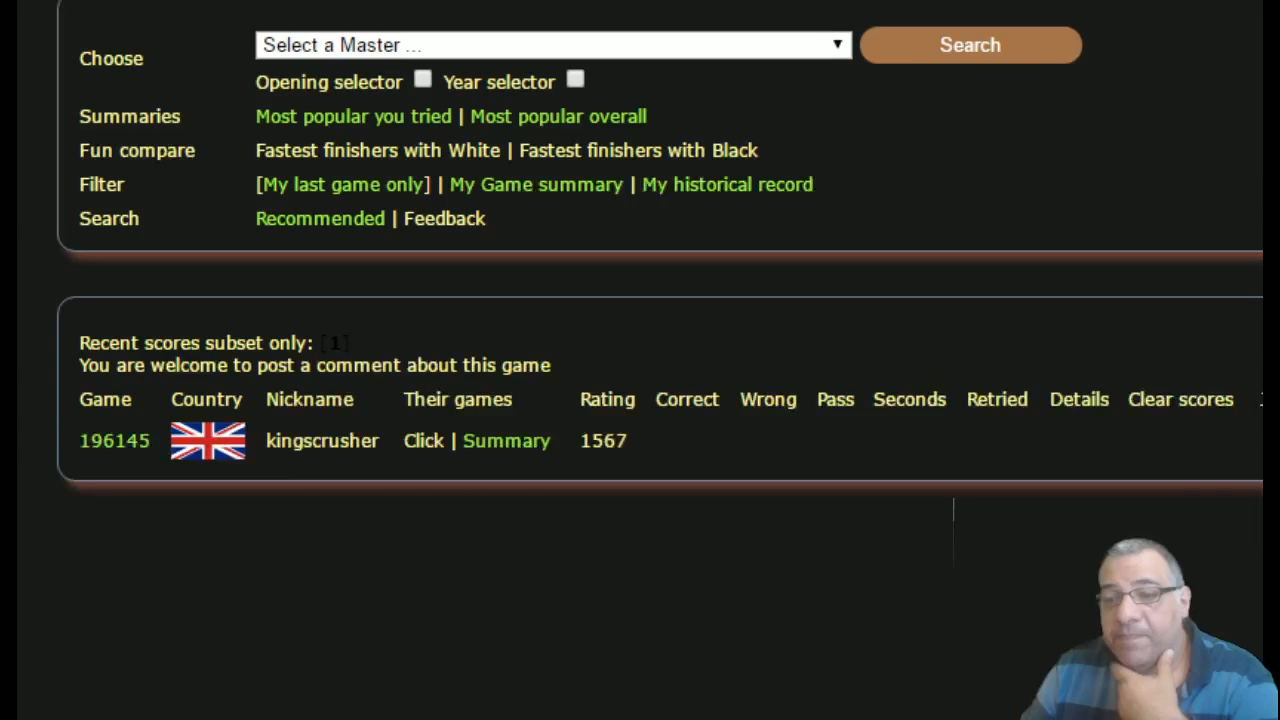 Choose
Select a Master ...
Search
Opening selector Year selector
Summaries Most popular you tried | Most popular overall
Fun compare Fastest finishers with White | Fastest finishers with Black
Filter [My last game only] | My Game summary | My historical record
Search Recommended | Feedback
Recent scores subset only: [1]
You are welcome to post a comment about this game
Game Country Nickname Their games Rating Correct Wrong Pass Seconds Retried Details Clear scores
196145 kingscrusher Click | Summary 1567